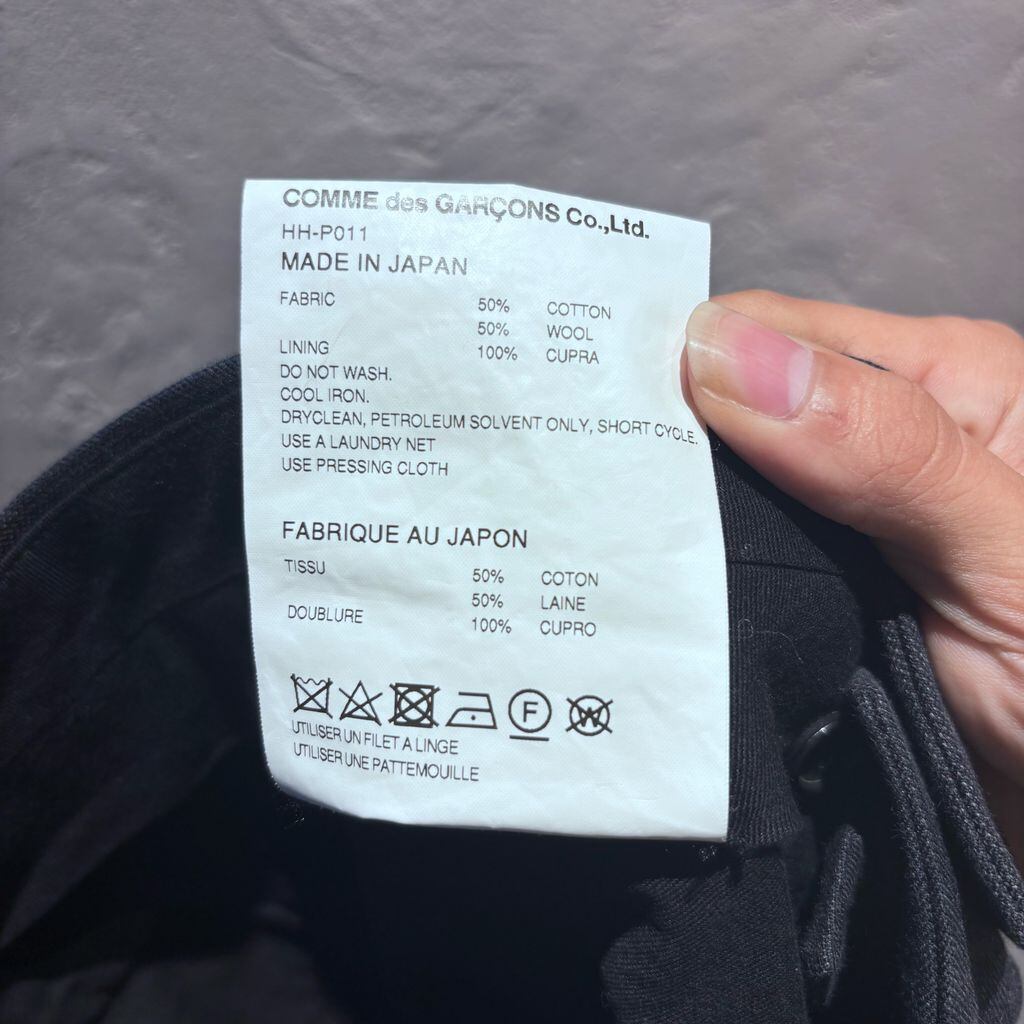 COMME des GARÇONS Co.,Ltd.
HH-P011
MADE IN JAPAN
FABRIC 50% COTTON
50% WOOL
LINING 100% CUPRA
DO NOT WASH.
COOL IRON.
DRYCLEAN, PETROLEUM SOLVENT ONLY, SHORT CYCLE.
USE A LAUNDRY NET
USE PRESSING CLOTH
FABRIQUE AU JAPON
TISSU 50% COTON
50% LAINE
DOUBLURE 100% CUPRO
F W
UTILISER UN FILET A LINGE
UTILISER UNE PATTEMOUILLE